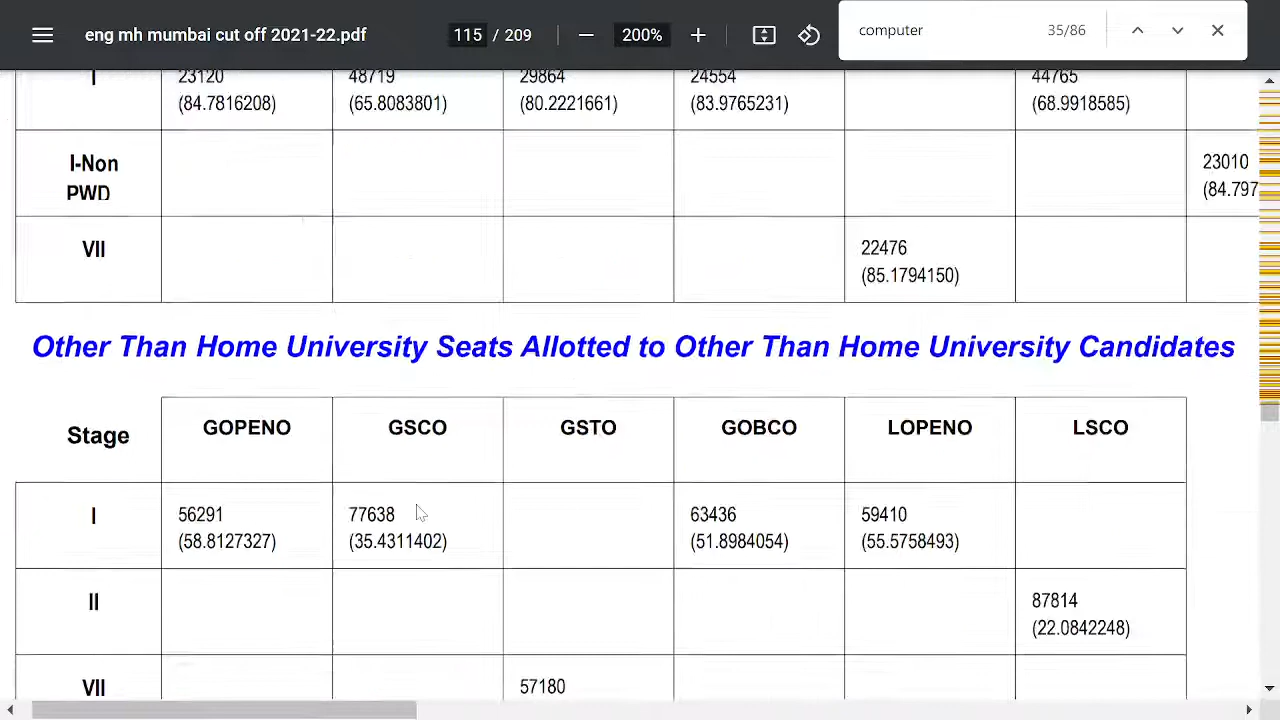 eng mh mumbai cut off 2021-22.pdf 115 / 209 200% computer 35/86
I 23120 48719 29864 24554 44765
(84.7816208) (65.8083801) (80.2221661) (83.9765231) (68.9918585)
I-Non 23010
PWD (84.797
VII 22476
(85.1794150)
Other Than Home University Seats Allotted to Other Than Home University Candidates
Stage GOPENO GSCO GSTO GOBCO LOPENO LSCO
I 56291 77638 63436 59410
(58.8127327) (35.4311402) (51.8984054) (55.5758493)
II 87814
(22.0842248)
VII 57180